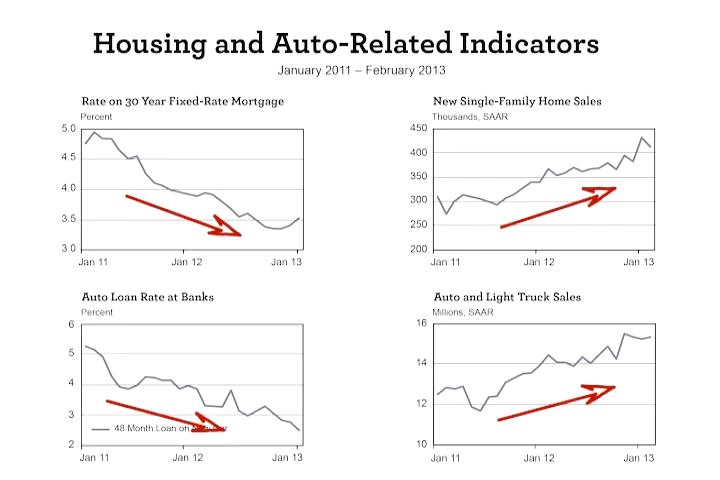 Housing and Auto-Related Indicators
January 2011 – February 2013
Rate on 30 Year Fixed-Rate Mortgage
Percent
5.0
4.5
4.0
3.5
3.0
Jan 11 Jan 12 Jan 13
New Single-Family Home Sales
Thousands, SAAR
450
400
350
300
250
200
Jan 11 Jan 12 Jan 13
Auto Loan Rate at Banks
Percent
6
5
4
3
2
48 Month Loan on
Jan 11 Jan 12 Jan 13
Auto and Light Truck Sales
Millions, SAAR
16
14
12
10
Jan 11 Jan 12 Jan 13